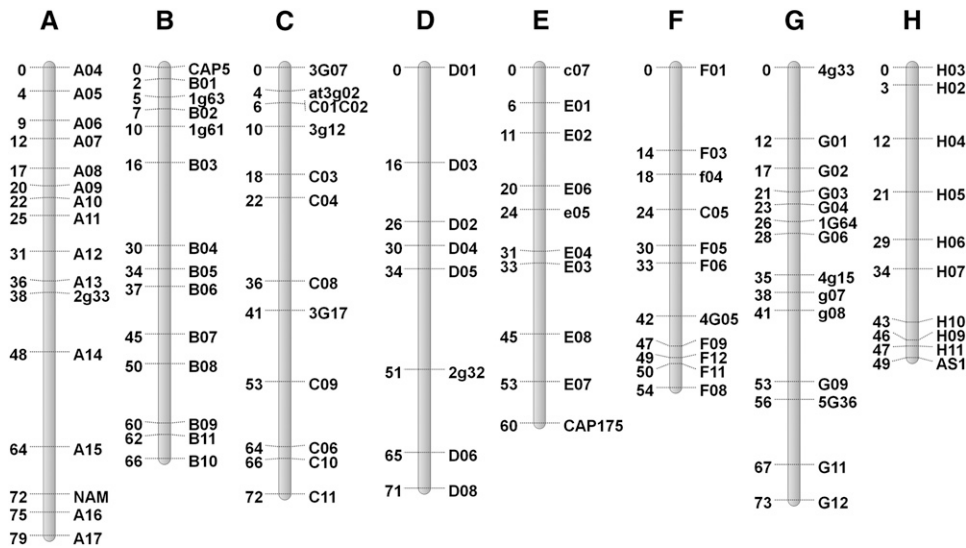 A
0 A04
4 A05
9 A06
12 A07
17 A08
20 A09
22 A10
25 A11
31 A12
36 A13
38 2g33
48 A14
64 A15
72 NAM
75 A16
79 A17
B
0 CAP5
2 B01
5 1g63
7 B02
10 1g61
16 B03
30 B04
34 B05
37 B06
45 B07
50 B08
60 B09
62 B11
66 B10
C
0 3G07
4 at3g02
6 C01C02
10 3g12
18 C03
22 C04
36 C08
41 3G17
53 C09
64 C06
66 C10
72 C11
D
0 D01
16 D03
26 D02
30 D04
34 D05
51 2g32
65 D06
71 D08
E
0 c07
6 E01
11 E02
20 E06
24 e05
31 E04
33 E03
45 E08
53 E07
60 CAP175
F
0 F01
14 F03
18 f04
24 C05
30 F05
33 F06
42 4G05
47 F09
49 F12
50 F11
54 F08
G
0 4g33
12 G01
17 G02
21 G03
23 G04
26 1G64
28 G06
35 4g15
38 g07
41 g08
53 G09
56 5G36
67 G11
73 G12
H
0 H03
3 H02
12 H04
21 H05
29 H06
34 H07
43 H10
46 H09
47 H11
49 AS1